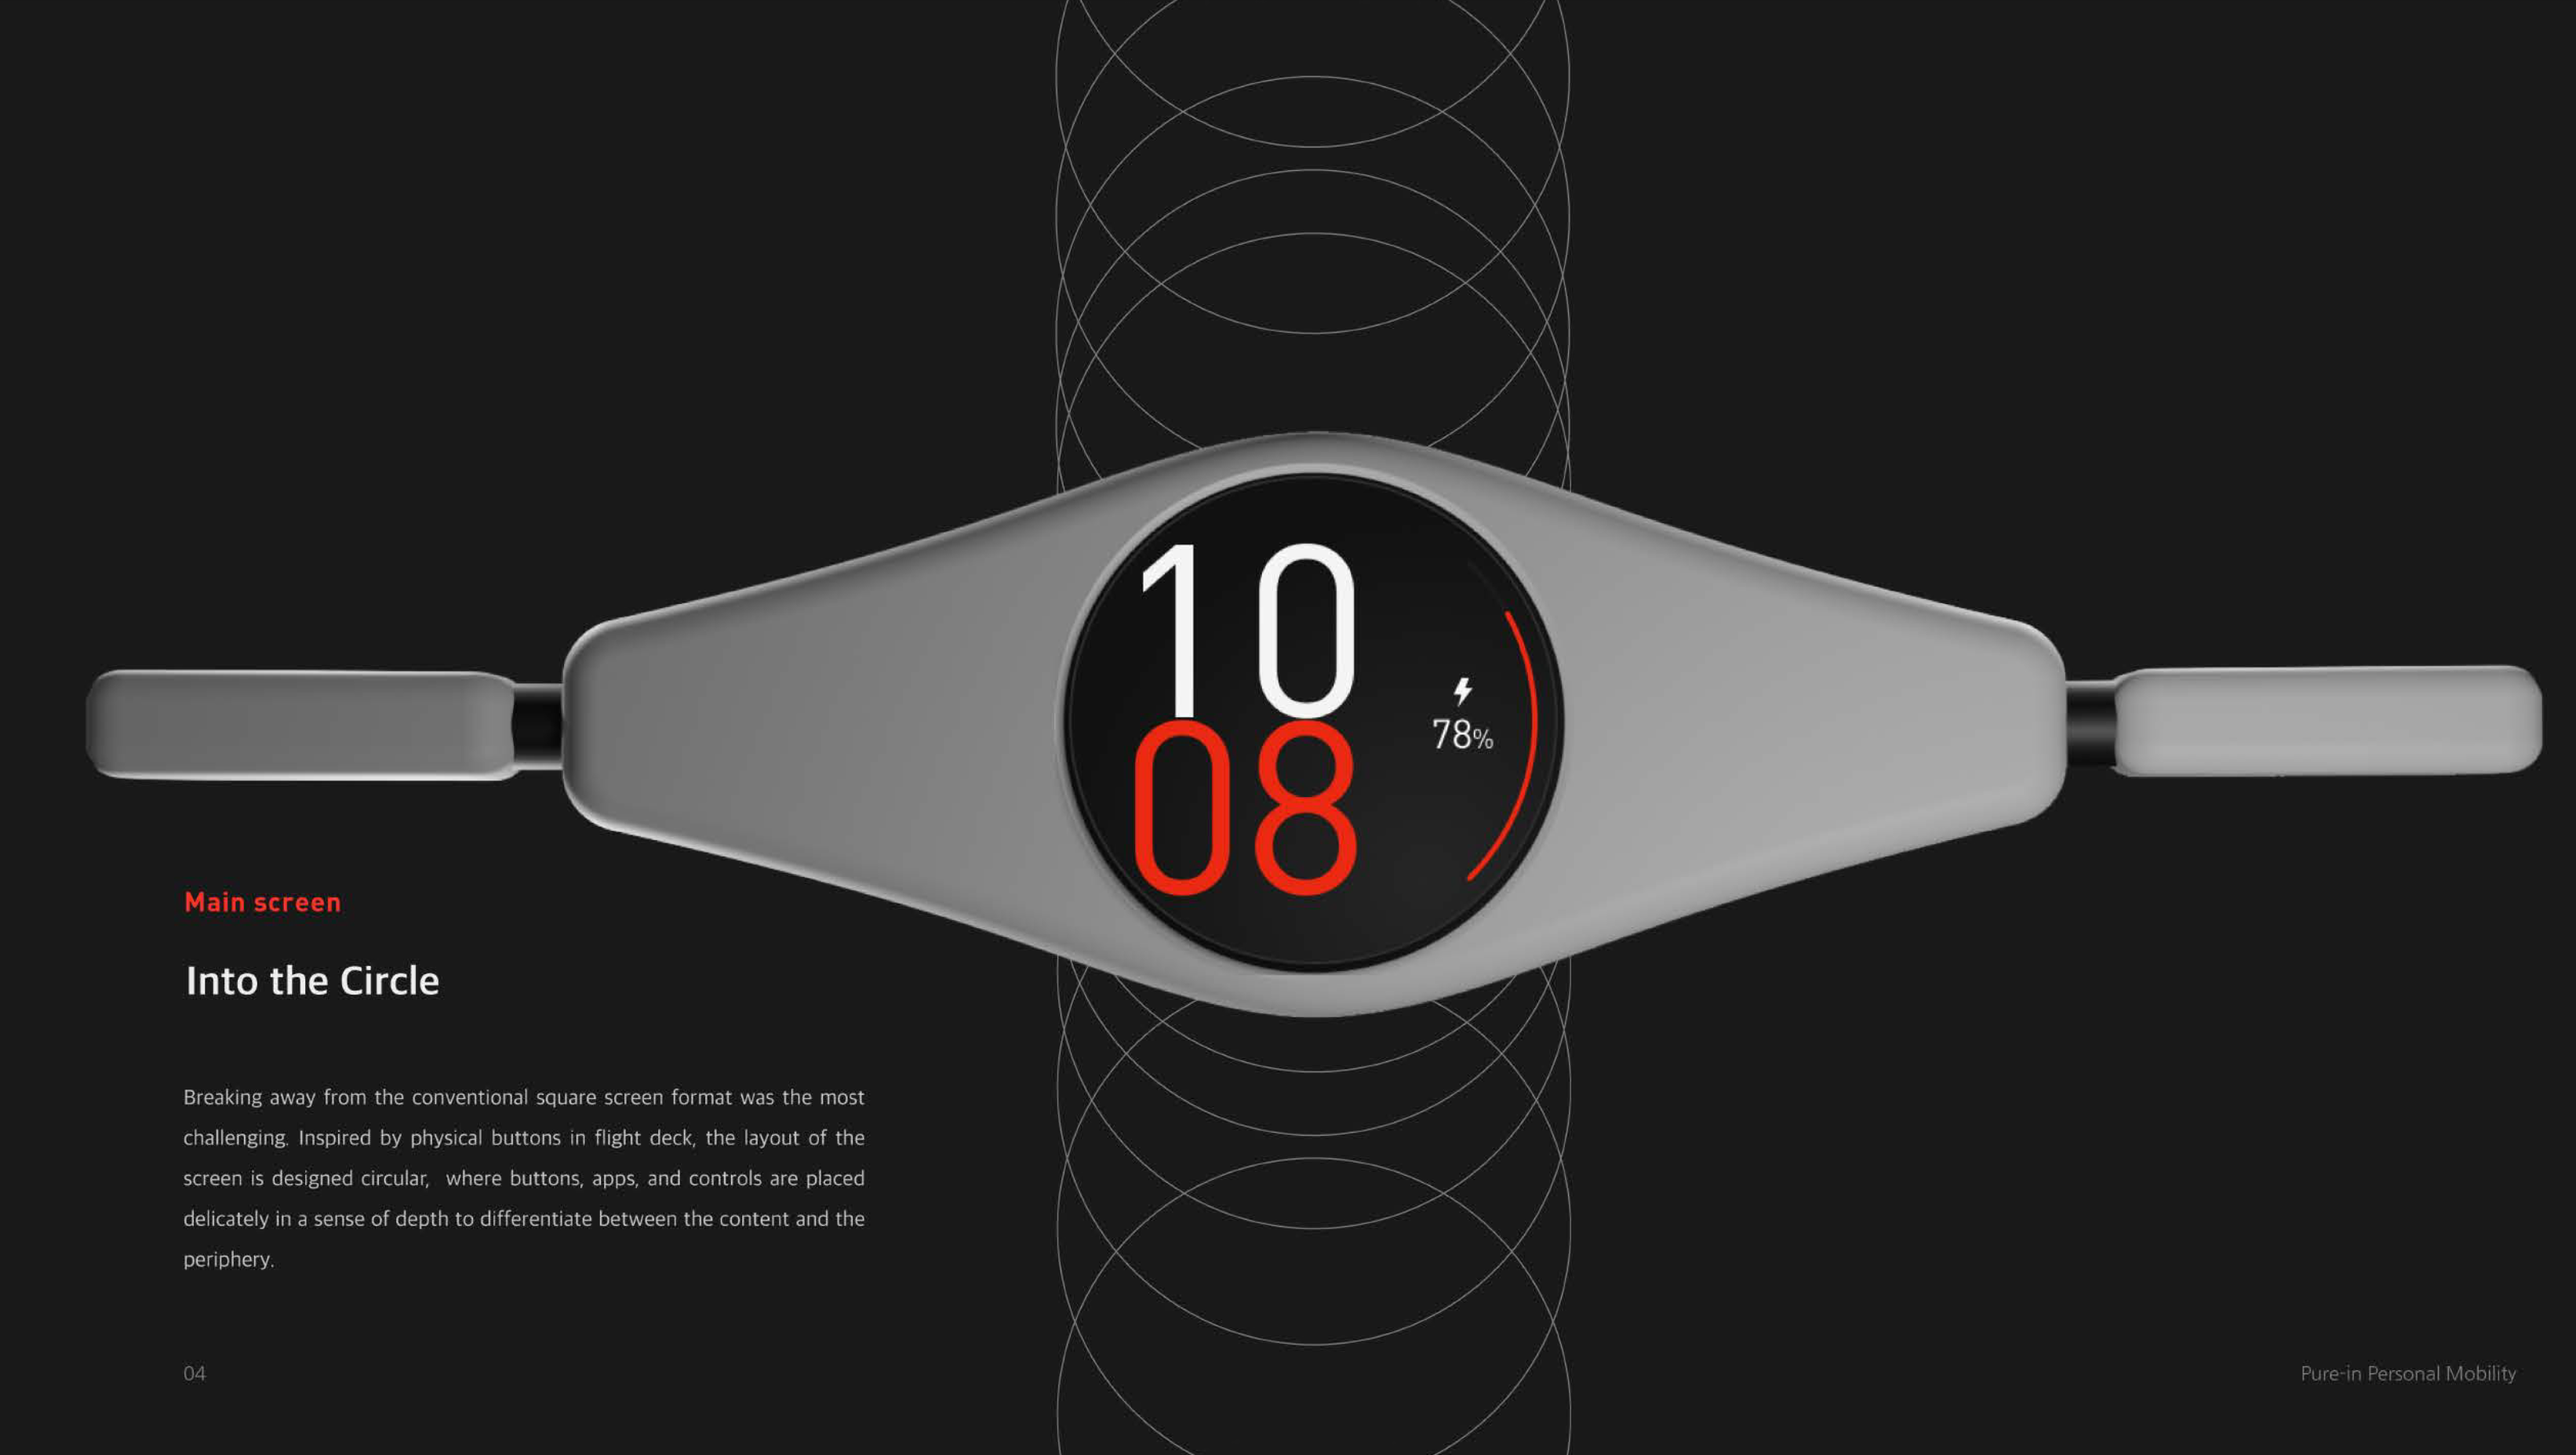 10
08
78%
Main screen
Into the Circle
Breaking away from the conventional square screen format was the most
challenging. Inspired by physical buttons in flight deck, the layout of the
screen is designed circular,  where buttons, apps, and controls are placed
delicately in a sense of depth to differentiate between the content and the
periphery.
04
Pure-in Personal Mobility